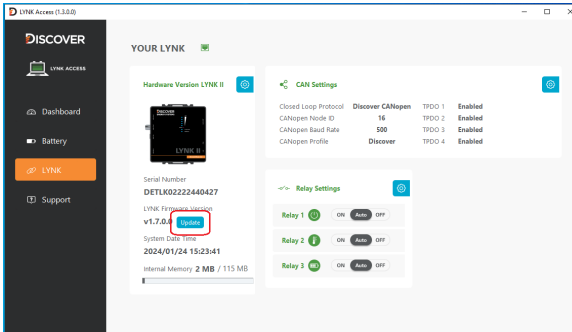 LYNK Access (1.3.0.0)
DISCOVER
LYNK ACCESS
Dashboard
Battery
LYNK
Support
YOUR LYNK
Hardware Version LYNK II
DISCOVER
LYNK II
Serial Number
DETLK02222440427
LYNK Firmware Version
v1.7.0.0 Update
System Date Time
2024/01/24 15:23:41
Internal Memory 2 MB / 115 MB
CAN Settings
Closed Loop Protocol Discover CANopen TPDO 1 Enabled
CANopen Node ID 16 TPDO 2 Enabled
CANopen Baud Rate 500 TPDO 3 Enabled
CANopen Profile Discover TPDO 4 Enabled
Relay Settings
Relay 1 ON Auto OFF
Relay 2 ON Auto OFF
Relay 3 ON Auto OFF